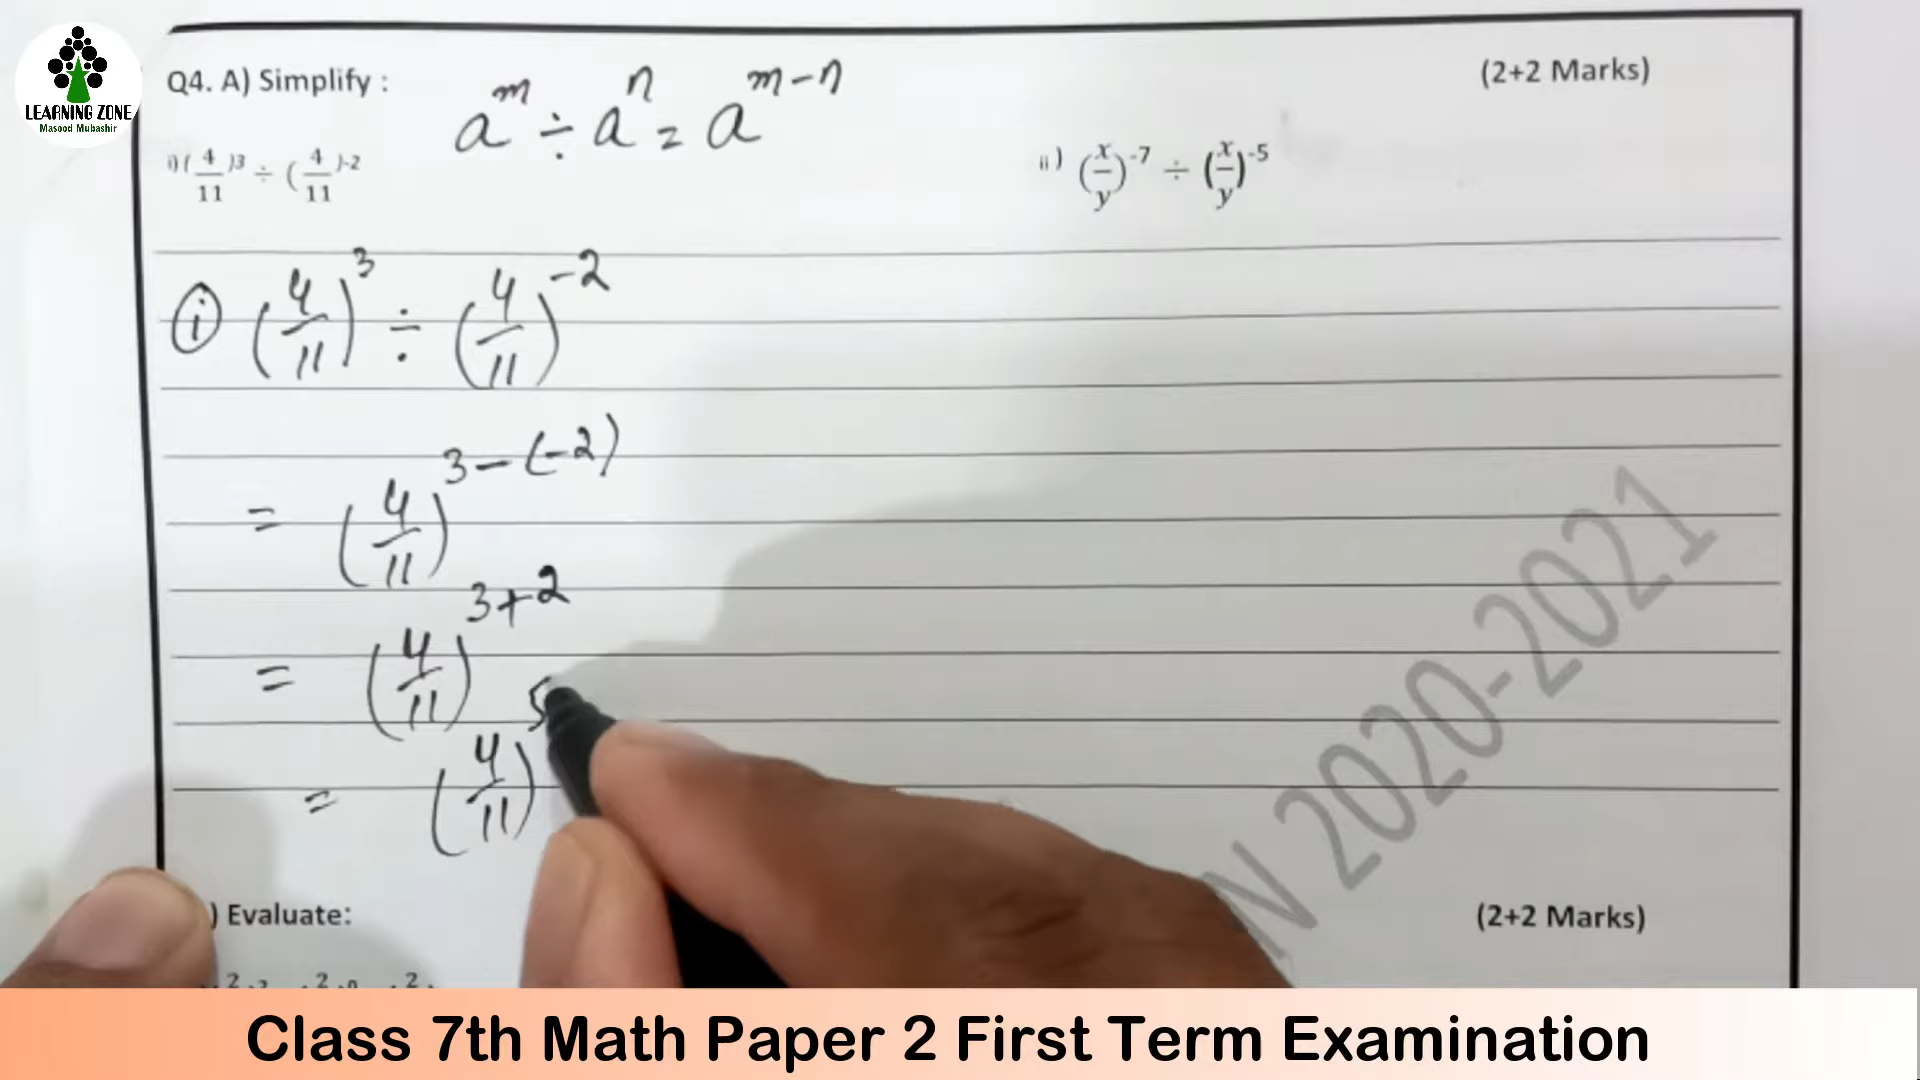 LEARNING ZONE
Masood Mubashir
Q4. A) Simplify :
(2+2 Marks)
a^m ÷ a^n = a^(m-n)
i) (4/11)3 ÷ (4/11)-2
ii) (x/y)-7 ÷ (x/y)-5
i (4/11)^3 ÷ (4/11)^-2
= (4/11)^3-(-2)
= (4/11)^3+2
= (4/11)^5
N 2020-2021
) Evaluate:
(2+2 Marks)
Class 7th Math Paper 2 First Term Examination